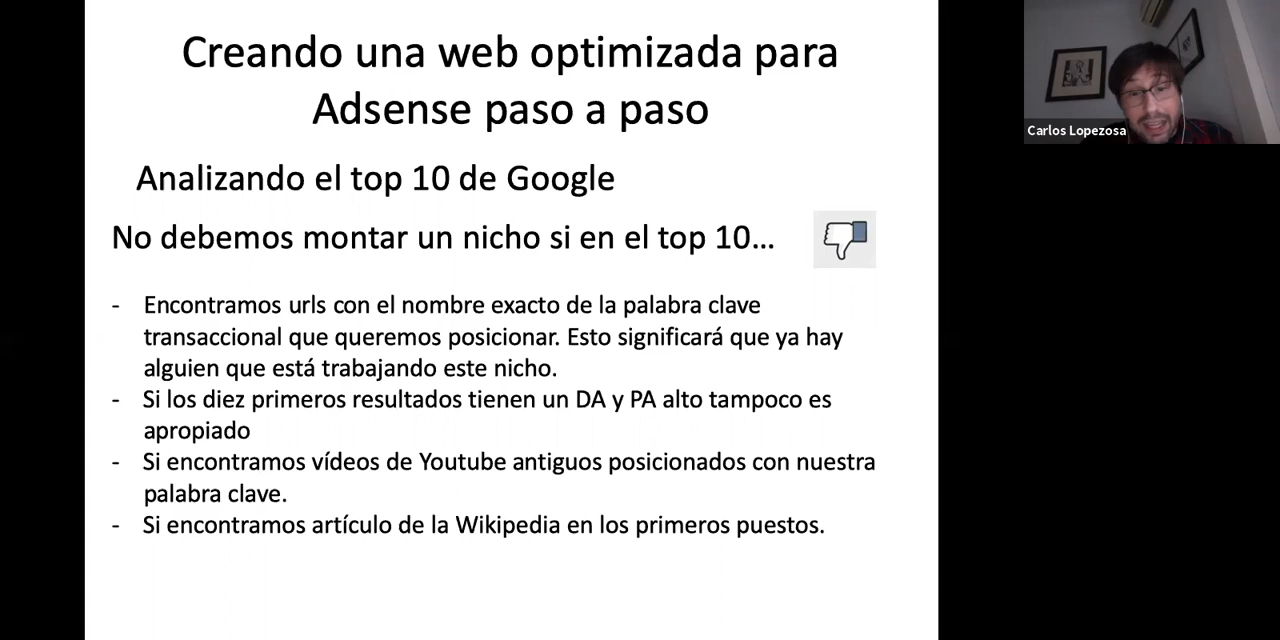 Creando una web optimizada para
Adsense paso a paso
Analizando el top 10 de Google
No debemos montar un nicho si en el top 10...
- Encontramos urls con el nombre exacto de la palabra clave
transaccional que queremos posicionar. Esto significará que ya hay
alguien que está trabajando este nicho.
- Si los diez primeros resultados tienen un DA y PA alto tampoco es
apropiado
- Si encontramos vídeos de Youtube antiguos posicionados con nuestra
palabra clave.
- Si encontramos artículo de la Wikipedia en los primeros puestos.
Carlos Lopezosa